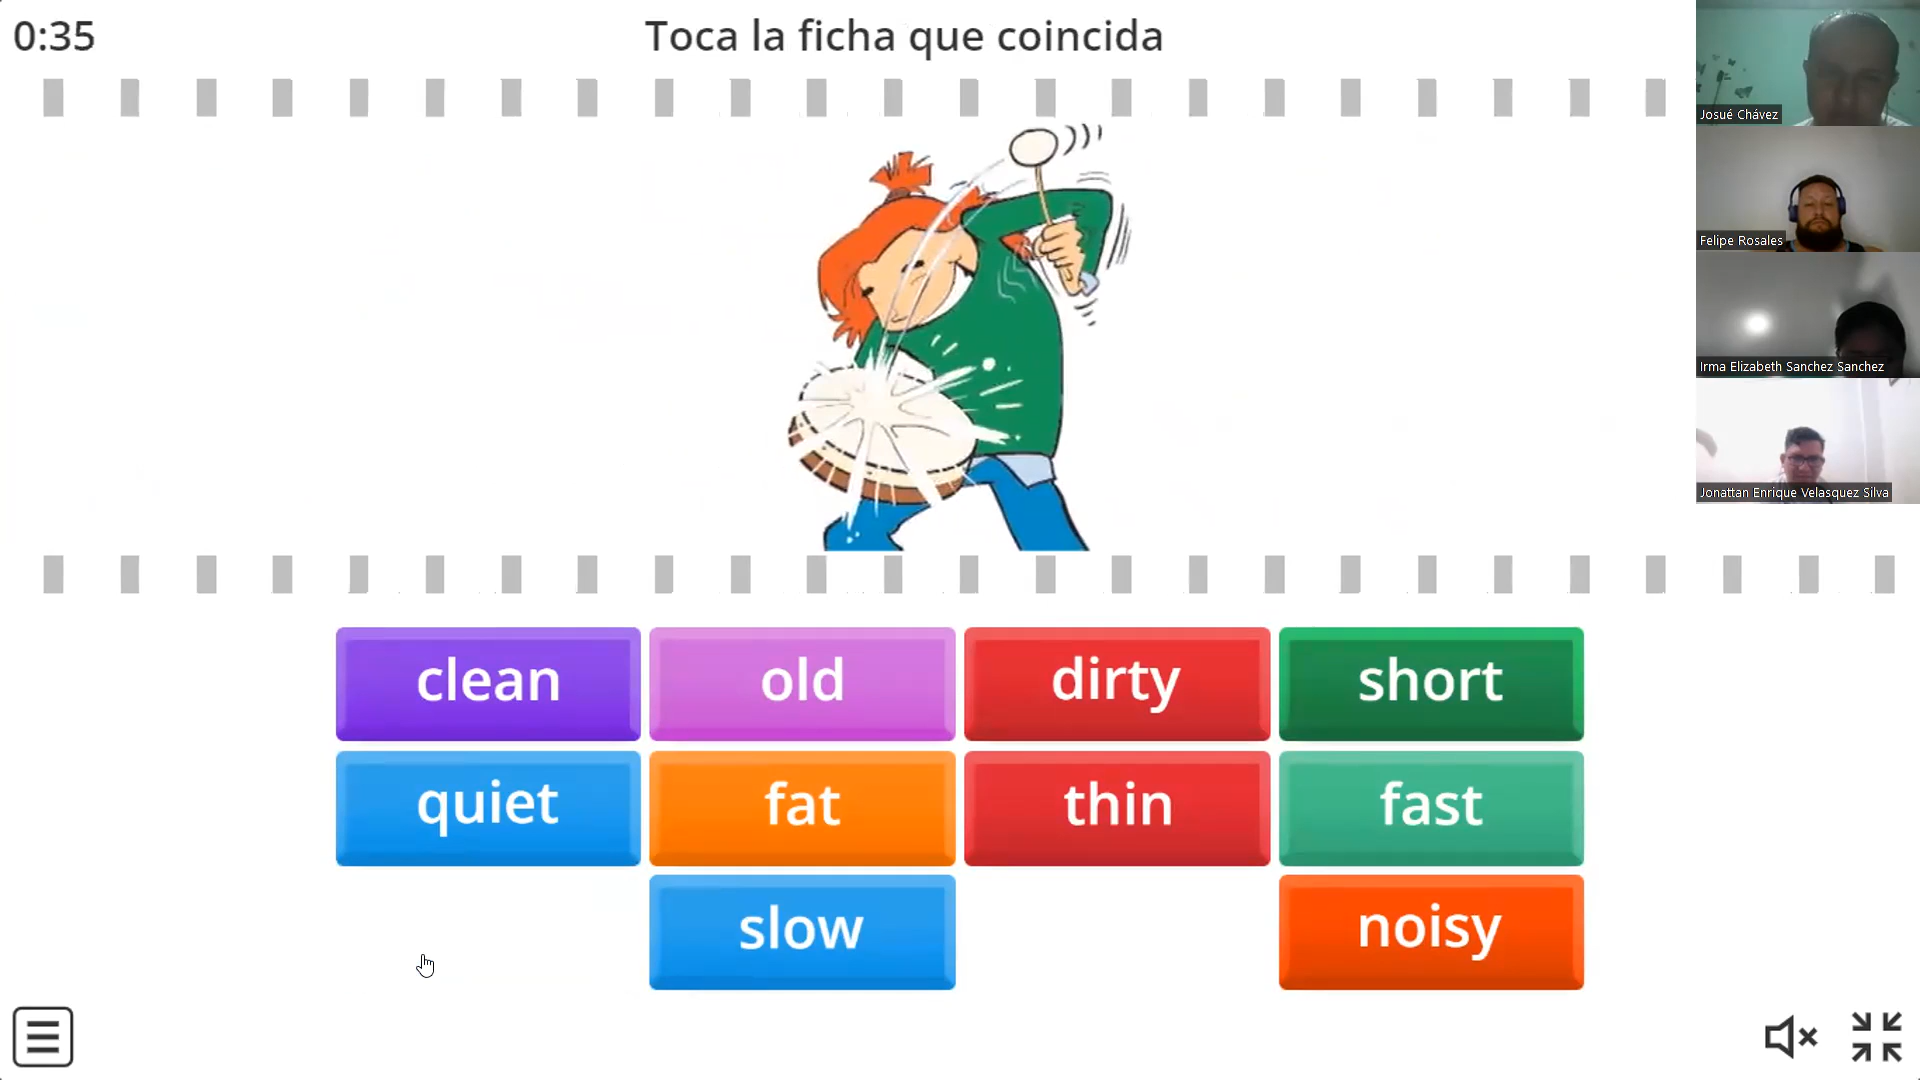 0:35
Toca la ficha que coincida
Josué Chávez
Felipe Rosales
Irma Elizabeth Sanchez Sanchez
Jonattan Enrique Velasquez Silva
clean
old
dirty
short
quiet
fat
thin
fast
slow
noisy